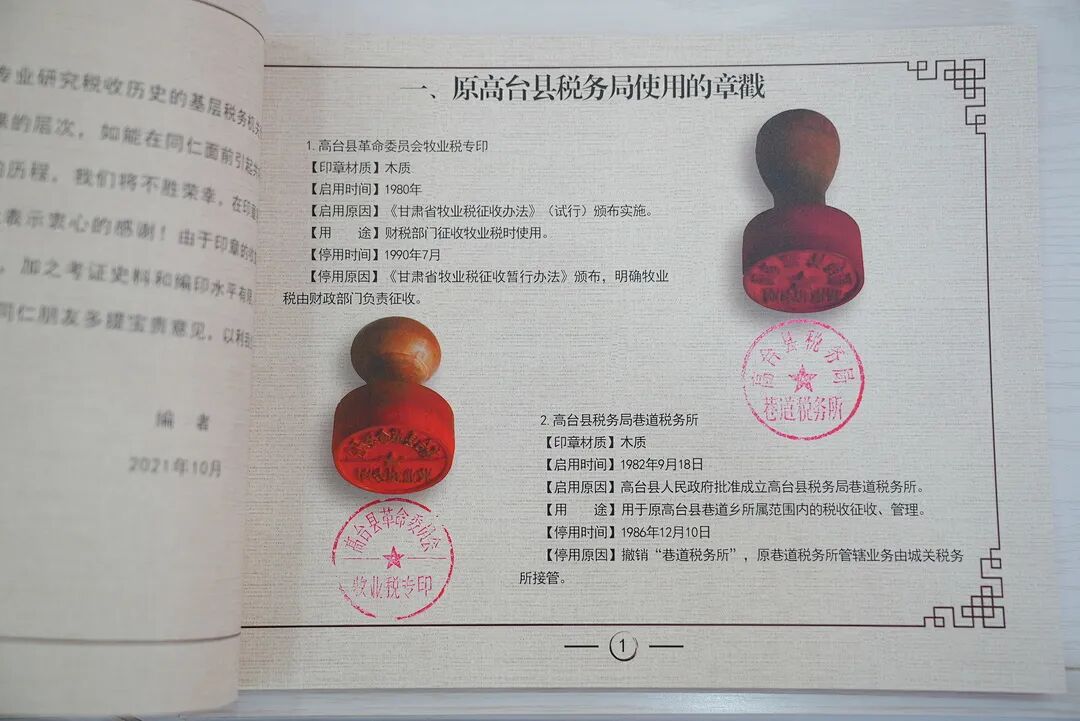 专业研究税收历史的基层税务机关
的层次，如能在同仁面前引起共
的历程，我们将不胜荣幸，在印章
表示衷心的感谢！由于印章的收
，加之考证史料和编印水平有限
同仁朋友多提宝贵意见，以利
编 者
2021年10月
一、原高台县税务局使用的章戳
1. 高台县革命委员会牧业税专印
【印章材质】木质
【启用时间】1980年
【启用原因】《甘肃省牧业税征收办法》（试行）颁布实施。
【用 途】财税部门征收牧业税时使用。
【停用时间】1990年7月
【停用原因】《甘肃省牧业税征收暂行办法》颁布，明确牧业
税由财政部门负责征收。
高台县革命委员会
牧业税专印
高台县税务局
巷道税务所
2. 高台县税务局巷道税务所
【印章材质】木质
【启用时间】1982年9月18日
【启用原因】高台县人民政府批准成立高台县税务局巷道税务所。
【用 途】用于原高台县巷道乡所属范围内的税收征收、管理。
【停用时间】1986年12月10日
【停用原因】撤销“巷道税务所”，原巷道税务所管辖业务由城关税务
所接管。
1